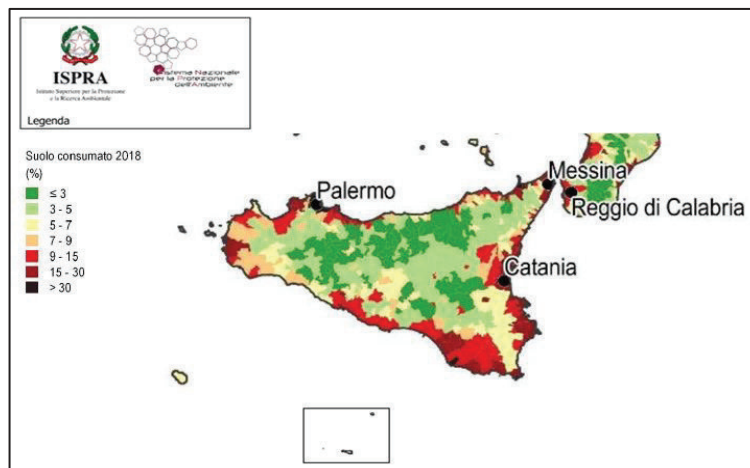 ISPRA
Istituto Superiore per la Protezione
e la Ricerca Ambientale
Sistema Nazionale
per la Protezione
dell'Ambiente
Legenda
Suolo consumato 2018
(%)
≤ 3
3 - 5
5 - 7
7 - 9
9 - 15
15 - 30
> 30
Palermo
Messina
Reggio di Calabria
Catania